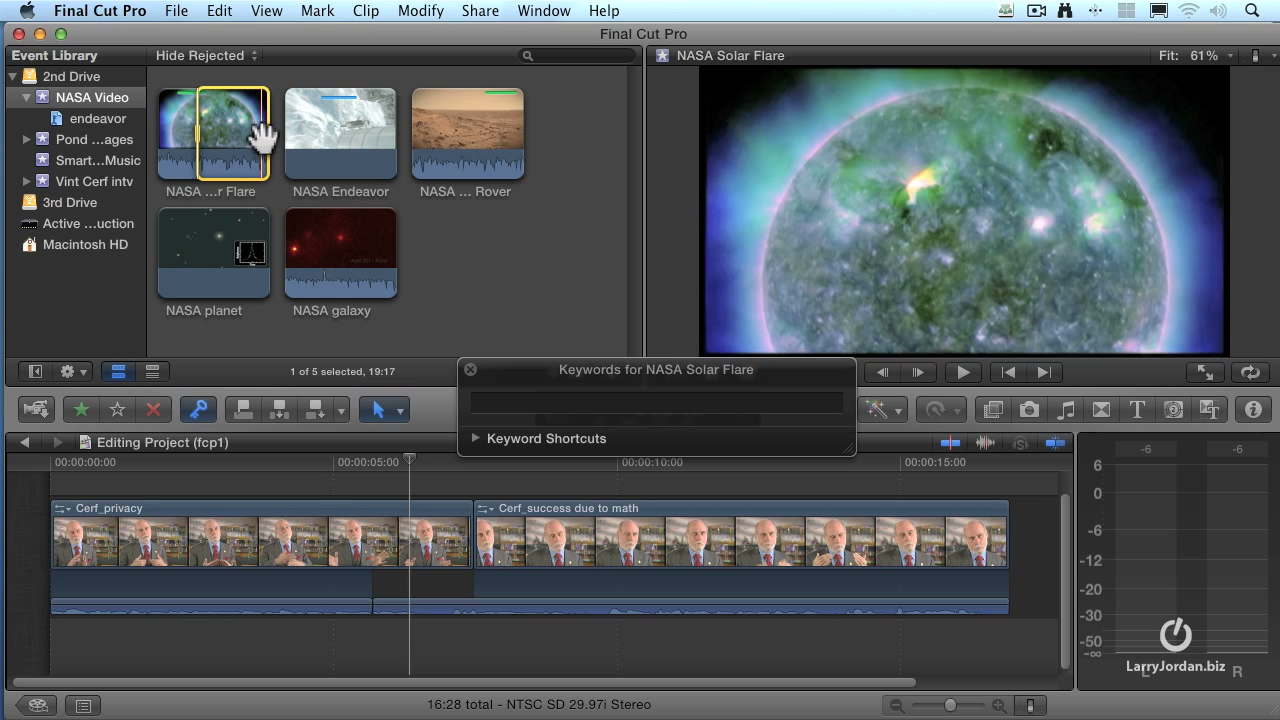 Final Cut Pro File Edit View Mark Clip Modify Share Window Help
Final Cut Pro
Event Library
Hide Rejected
NASA Solar Flare
Fit: 61%
2nd Drive
NASA Video
endeavor
Pond ...ages
Smart...Music
Vint Cerf intv
3rd Drive
Active ...uction
Macintosh HD
NASA ...r Flare
NASA Endeavor
NASA ... Rover
NASA planet
NASA galaxy
1 of 5 selected, 19:17
Keywords for NASA Solar Flare
Keyword Shortcuts
Editing Project (fcp1)
00:00:00:00
00:00:05:00
00:00:10:00
00:00:15:00
Cerf_privacy
Cerf_success due to math
-6 -6
6
0
-6
-12
-20
-30
-50
-∞
LarryJordan.biz
L R
16:28 total - NTSC SD 29.97i Stereo